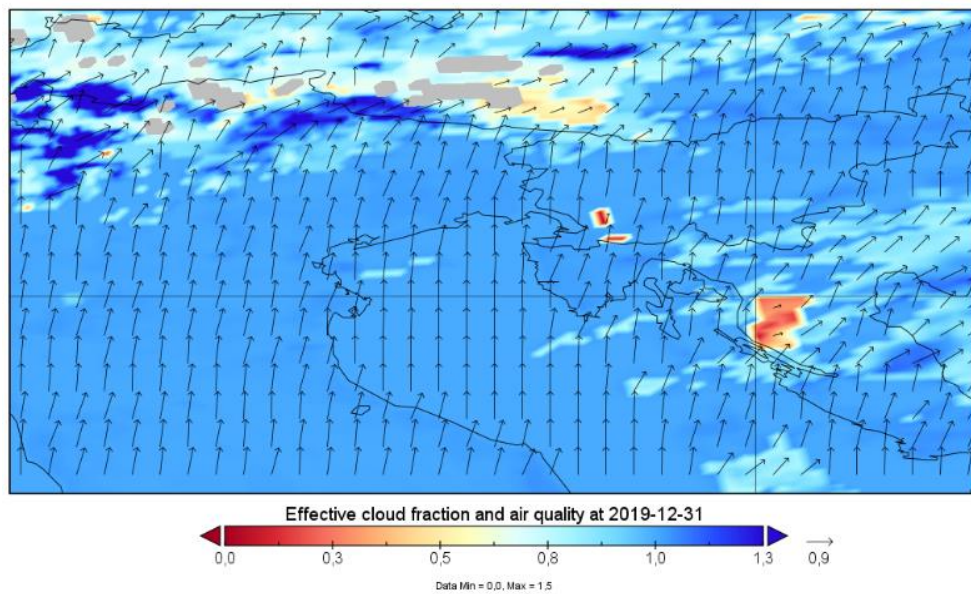 Effective cloud fraction and air quality at 2019-12-31
0,0 0,3 0,5 0,8 1,0 1,3 0,9
Data Min = 0,0, Max = 1,5